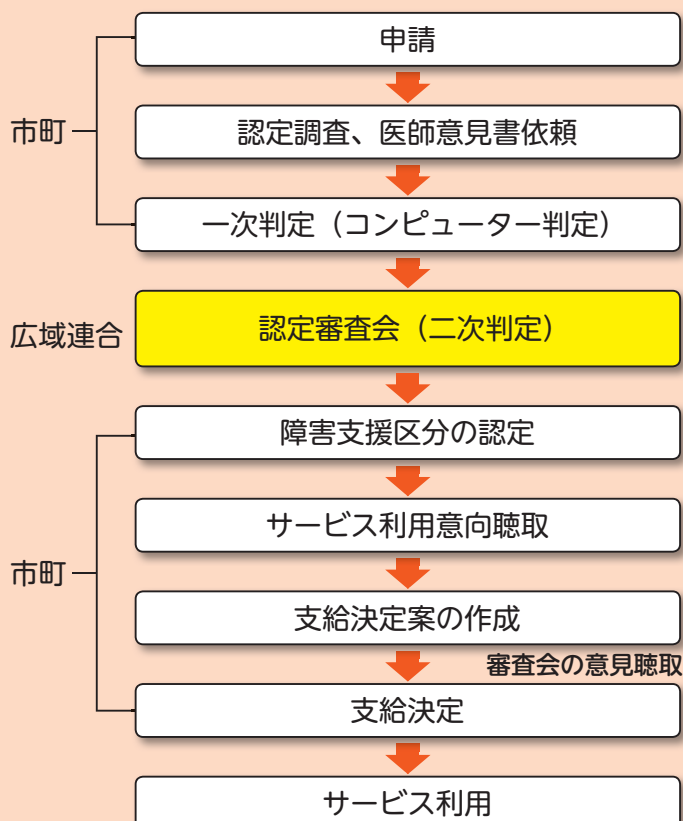 申請
市町
認定調査、医師意見書依頼
一次判定（コンピューター判定）
広域連合
認定審査会（二次判定）
障害支援区分の認定
サービス利用意向聴取
市町
支給決定案の作成
審査会の意見聴取
支給決定
サービス利用